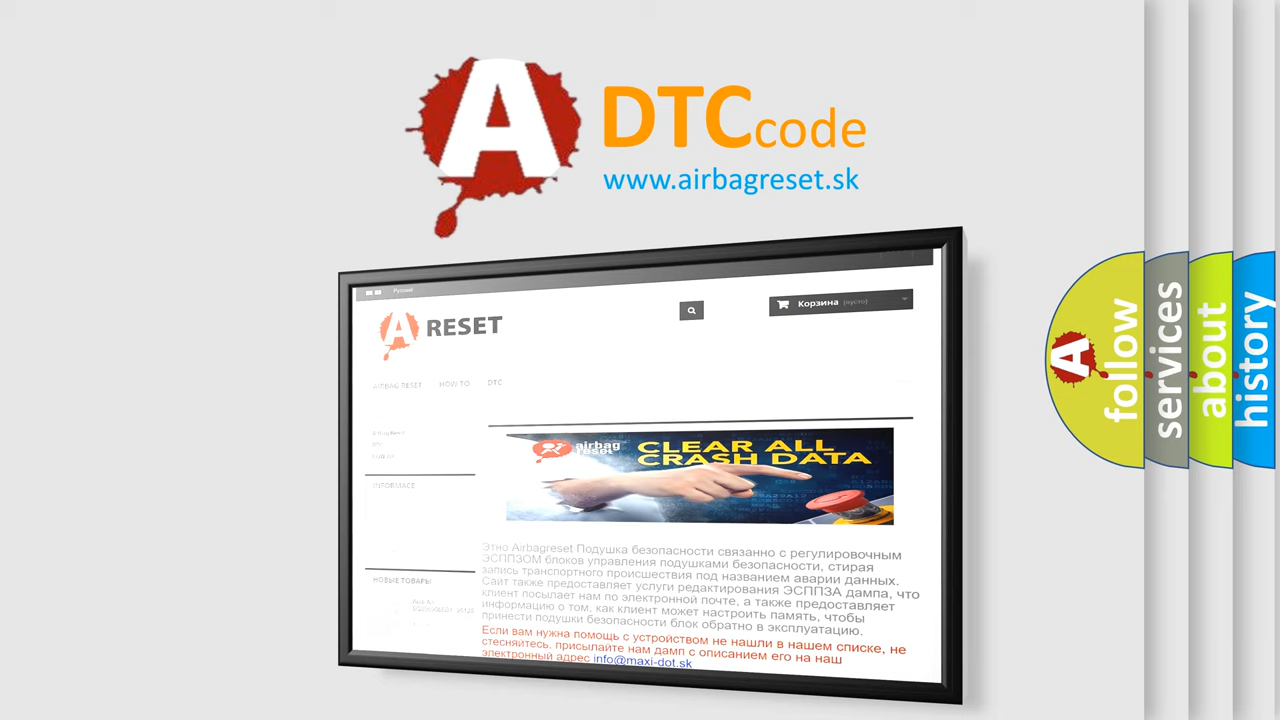 A
DTCcode
www.airbagreset.sk
Русский
A RESET
Корзина (пусто)
AIRBAG RESET HOW TO DTC
airbag
reset
CLEAR ALL
CRASH DATA
INFORMACE
Этно Airbagreset Подушка безопасности связанно с регулировочным
ЭСППЗОМ блоков управления подушками безопасности, стирая
запись транспортного происшествия под названием аварии данных.
Сайт также предоставляет услуги редактирования ЭСППЗА дампа, что
клиент посылает нам по электронной почте, а также предоставляет
информацию о том, как клиент может настроить память, чтобы
принести подушки безопасности блок обратно в эксплуатацию.
НОВЫЕ ТОВАРЫ
Если вам нужна помощь с устройством не нашли в нашем списке, не
стесняйтесь, присылайте нам дамп с описанием его на наш
электронный адрес info@maxi-dot.sk
A
follow
services
about
history